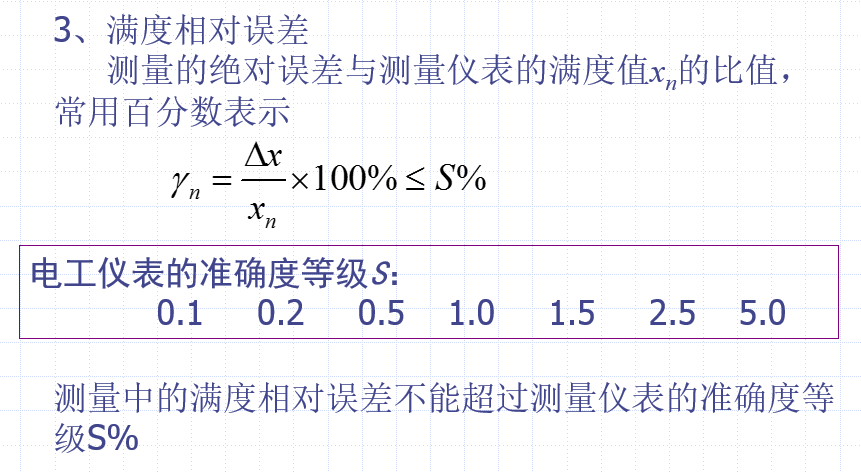 3、满度相对误差
测量的绝对误差与测量仪表的满度值xₙ的比值，
常用百分数表示
γₙ = Δx/xₙ ×100% ≤ S%
电工仪表的准确度等级S：
0.1 0.2 0.5 1.0 1.5 2.5 5.0
测量中的满度相对误差不能超过测量仪表的准确度等
级S%